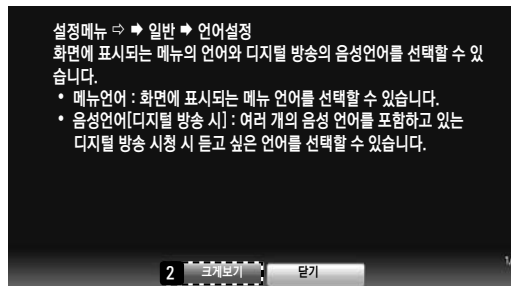 설정메뉴 ⇨ ➡ 일반 ➡ 언어설정
화면에 표시되는 메뉴의 언어와 디지털 방송의 음성언어를 선택할 수 있
습니다.
• 메뉴언어 : 화면에 표시되는 메뉴 언어를 선택할 수 있습니다.
• 음성언어[디지털 방송 시] : 여러 개의 음성 언어를 포함하고 있는
디지털 방송 시청 시 듣고 싶은 언어를 선택할 수 있습니다.
2 크게보기 닫기